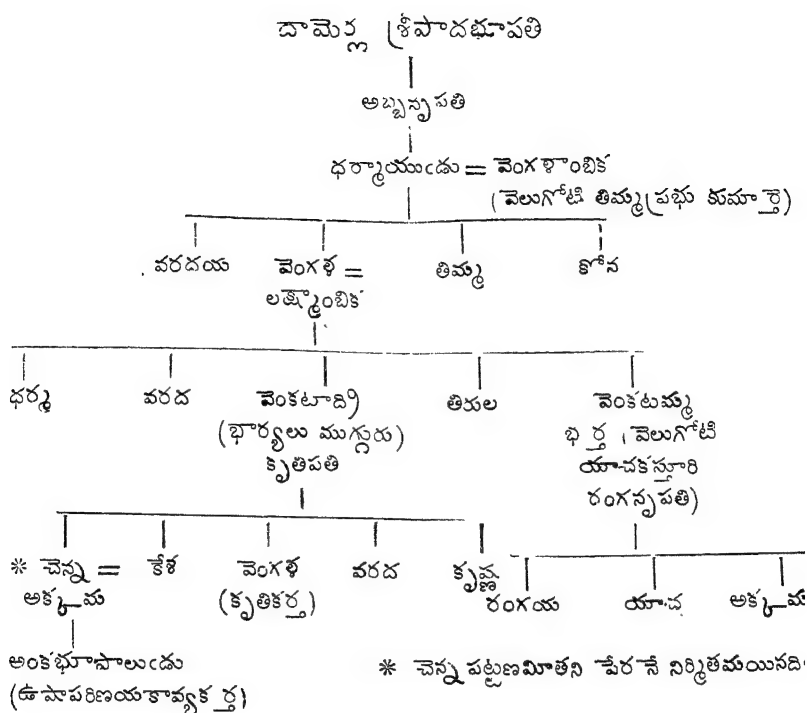 దామెర్ల శ్రీపాదభూపతి
అబ్బనృపతి
ధర్మాయుఁడు = వెంగళాంబిక
(వెలుగోటి తిమ్మప్రభు కుమార్తె)
వరదయ వెంగళ = తిమ్మ కోన
లక్ష్మాంబిక
ధర్మ వరద వెంకటాద్రి తిరుల వెంకటమ్మ
(భార్యలు ముగ్గురు) భర్త (వెలుగోటి
కృతిపతి యాచకస్తూరి
రంగనృపతి)
* చెన్న = కేశ వెంగళ వరద కృష్ణ
అక్కమ (కృతికర్త) రంగయ యాచ అక్కమ
అంకభూపాలుఁడు * చెన్న పట్టణమీతని పేర నే నిర్మితమయినది.
(ఉషాపరిణయకావ్యకర్త)